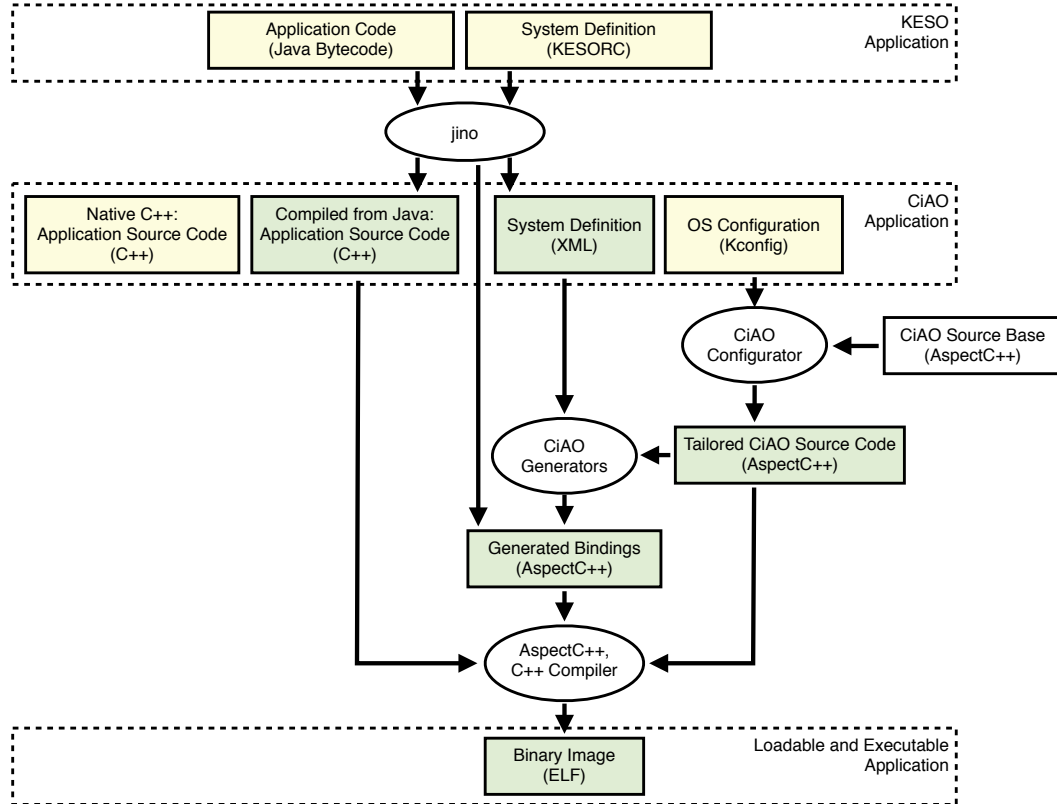 Application Code
(Java Bytecode)
System Definition
(KESORC)
KESO
Application
jino
Native C++:
Application Source Code
(C++)
Compiled from Java:
Application Source Code
(C++)
System Definition
(XML)
OS Configuration
(Kconfig)
CiAO
Application
CiAO
Configurator
CiAO Source Base
(AspectC++)
CiAO
Generators
Tailored CiAO Source Code
(AspectC++)
Generated Bindings
(AspectC++)
AspectC++,
C++ Compiler
Binary Image
(ELF)
Loadable and Executable
Application